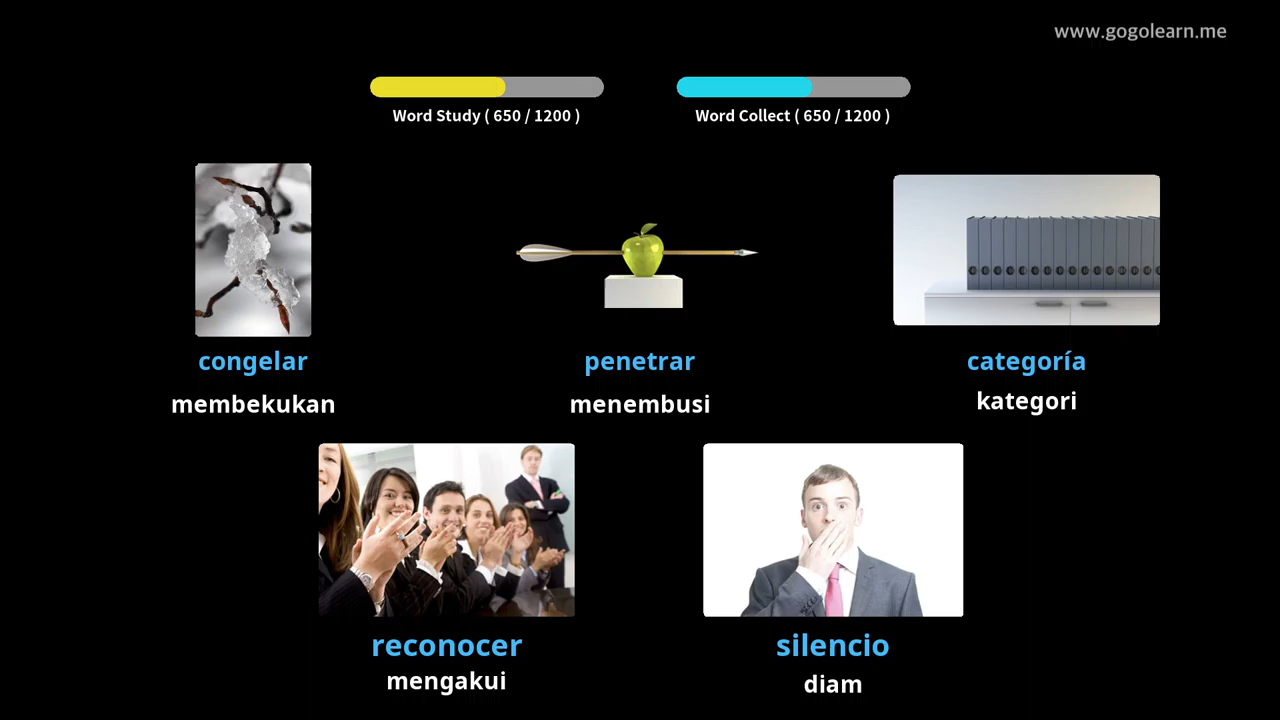 www.gogolearn.me
Word Study ( 650 / 1200 )
Word Collect ( 650 / 1200 )
congelar
membekukan
penetrar
menembusi
categoría
kategori
reconocer
mengakui
silencio
diam